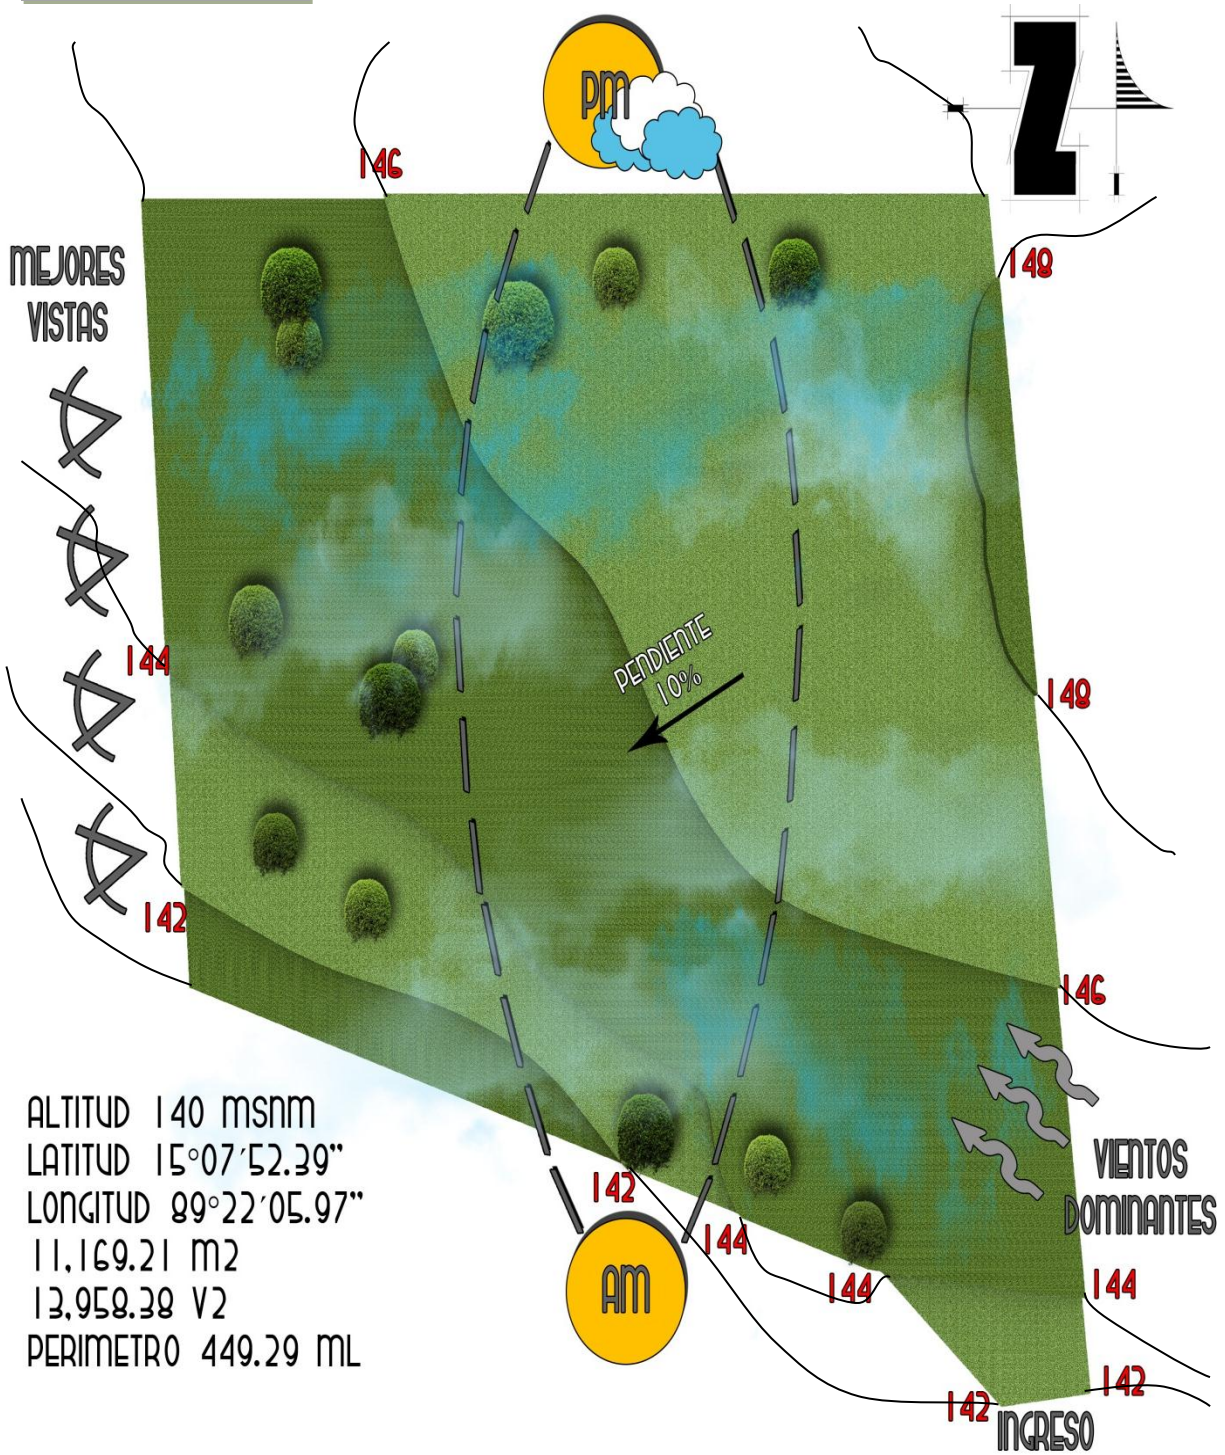 PM
N
146
MEJORES
VISTAS
148
PENDIENTE
10%
144
148
142
146
ALTITUD 140 MSNM
LATITUD 15°07´52.39”
LONGITUD 89°22´05.97”
11,169.21 M2
13,958.38 V2
PERIMETRO 449.29 ML
VIENTOS
DOMINANTES
142
144
AM
144
144
142
142
INGRESO